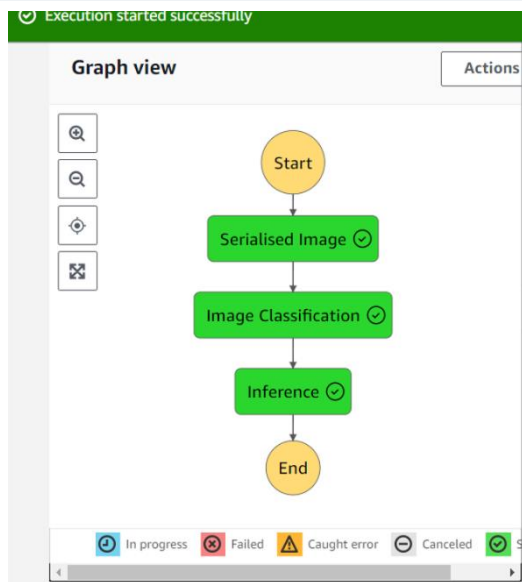 Execution started successfully
Graph view
Actions
Start
Serialised Image
Image Classification
Inference
End
In progress Failed Caught error Canceled S